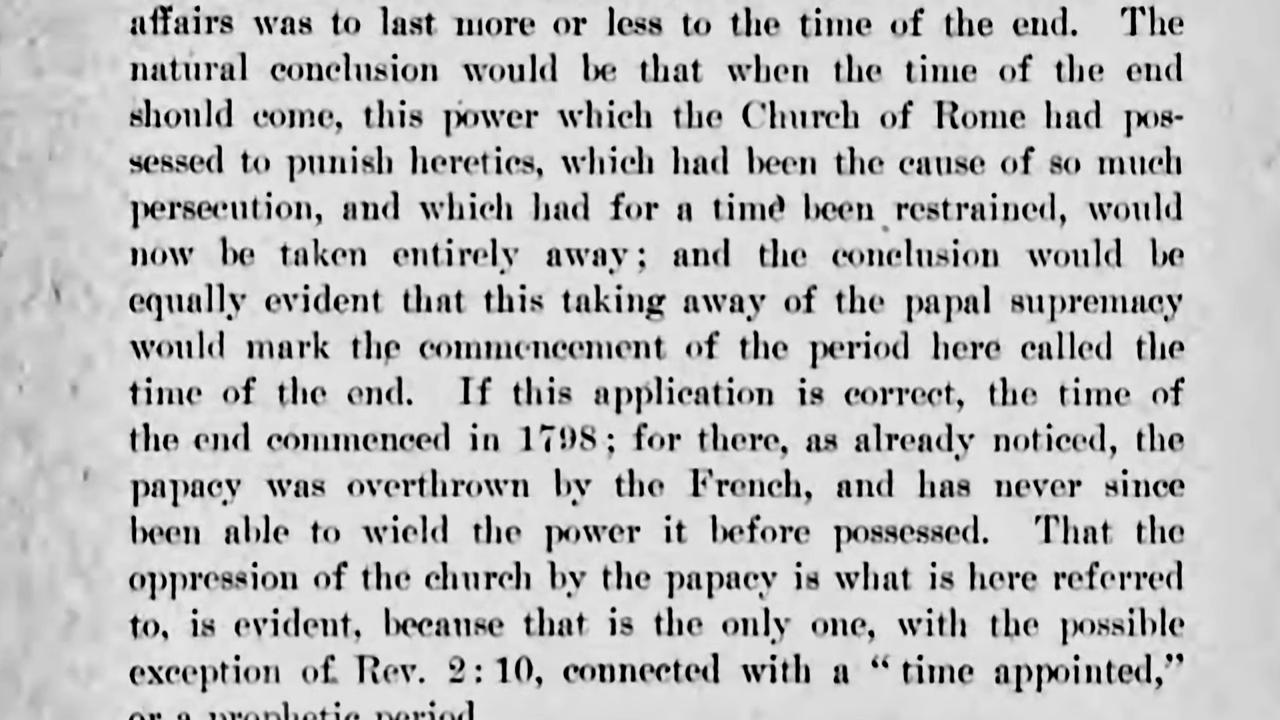 affairs was to last more or less to the time of the end. The
natural conclusion would be that when the time of the end
should come, this power which the Church of Rome had pos-
sessed to punish heretics, which had been the cause of so much
persecution, and which had for a time been restrained, would
now be taken entirely away; and the conclusion would be
equally evident that this taking away of the papal supremacy
would mark the commencement of the period here called the
time of the end. If this application is correct, the time of
the end commenced in 1798; for there, as already noticed, the
papacy was overthrown by the French, and has never since
been able to wield the power it before possessed. That the
oppression of the church by the papacy is what is here referred
to, is evident, because that is the only one, with the possible
exception of Rev. 2:10, connected with a “time appointed,”
or a prophetic period